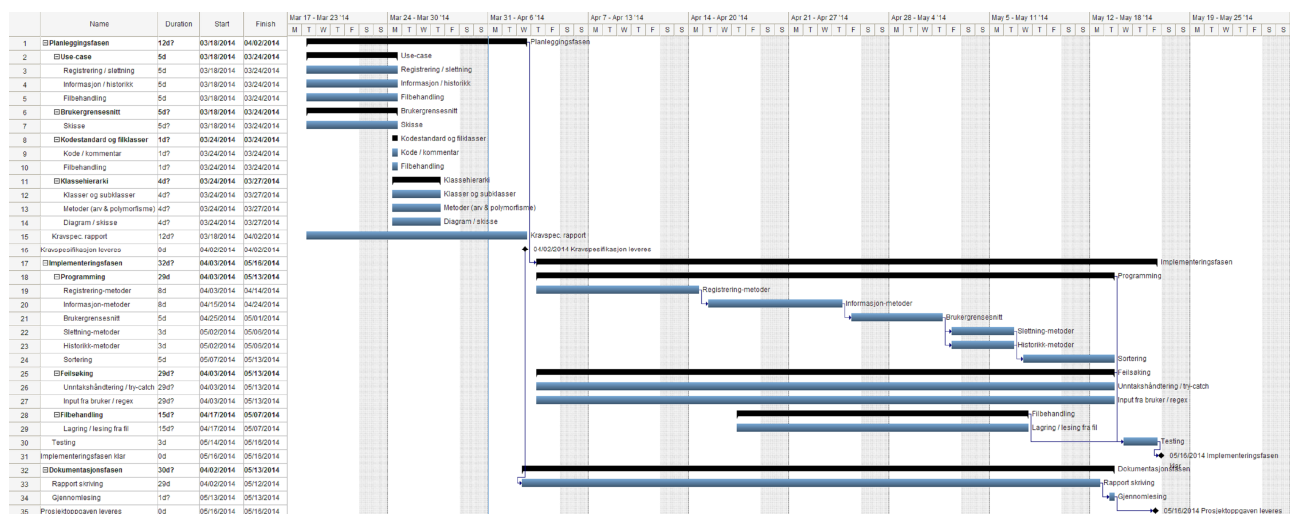 Name Duration Start Finish Mar 17 - Mar 23 '14 Mar 24 - Mar 30 '14 Mar 31 - Apr 6 '14 Apr 7 - Apr 13 '14 Apr 14 - Apr 20 '14 Apr 21 - Apr 27 '14 Apr 28 - May 4 '14 May 5 - May 11 '14 May 12 - May 18 '14 May 19 - May 25 '14
M T W T F S S M T W T F S S M T W T F S S M T W T F S S M T W T F S S M T W T F S S M T W T F S S M T W T F S S M T W T F S S M T W T F S S
1 Planleggingsfasen 12d? 03/18/2014 04/02/2014 Planleggingsfasen
2 Use-case 5d 03/18/2014 03/24/2014 Use-case
3 Registrering / slettning 5d 03/18/2014 03/24/2014 Registrering / slettning
4 Informasjon / historikk 5d 03/18/2014 03/24/2014 Informasjon / historikk
5 Filbehandling 5d 03/18/2014 03/24/2014 Filbehandling
6 Brukergrensesnitt 5d? 03/18/2014 03/24/2014 Brukergrensesnitt
7 Skisse 5d? 03/18/2014 03/24/2014 Skisse
8 Kodestandard og filklasser 1d? 03/24/2014 03/24/2014 Kodestandard og filklasser
9 Kode / kommentar 1d? 03/24/2014 03/24/2014 Kode / kommentar
10 Filbehandling 1d? 03/24/2014 03/24/2014 Filbehandling
11 Klassehierarki 4d? 03/24/2014 03/27/2014 Klassehierarki
12 Klasser og subklasser 4d? 03/24/2014 03/27/2014 Klasser og subklasser
13 Metoder (arv & polymorfisme) 4d? 03/24/2014 03/27/2014 Metoder (arv & polymorfisme)
14 Diagram / skisse 4d? 03/24/2014 03/27/2014 Diagram / skisse
15 Kravspec. rapport 12d? 03/18/2014 04/02/2014 Kravspec. rapport
16 Kravspesifikasjon leveres 0d 04/02/2014 04/02/2014 04/02/2014 Kravspesifikasjon leveres
17 Implementeringsfasen 32d? 04/03/2014 05/16/2014 Implementeringsfasen
18 Programming 29d 04/03/2014 05/13/2014 Programming
19 Registrering-metoder 8d 04/03/2014 04/14/2014 Registrering-metoder
20 Informasjon-metoder 8d 04/15/2014 04/24/2014 Informasjon-metoder
21 Brukergrensesnitt 5d 04/25/2014 05/01/2014 Brukergrensesnitt
22 Slettning-metoder 3d 05/02/2014 05/06/2014 Slettning-metoder
23 Historikk-metoder 3d 05/02/2014 05/06/2014 Historikk-metoder
24 Sortering 5d 05/07/2014 05/13/2014 Sortering
25 Feilsøking 29d? 04/03/2014 05/13/2014 Feilsøking
26 Unntakshåndtering / try-catch 29d? 04/03/2014 05/13/2014 Unntakshåndtering / try-catch
27 Input fra bruker / regex 29d? 04/03/2014 05/13/2014 Input fra bruker / regex
28 Filbehandling 15d? 04/17/2014 05/07/2014 Filbehandling
29 Lagring / lesing fra fil 15d? 04/17/2014 05/07/2014 Lagring / lesing fra fil
30 Testing 3d 05/14/2014 05/16/2014 Testing
31 Implementeringsfasen klar 0d 05/16/2014 05/16/2014 05/16/2014 Implementeringsfasen klar
32 Dokumentasjonsfasen 30d? 04/02/2014 05/13/2014 Dokumentasjonsfasen
33 Rapport skriving 29d 04/02/2014 05/12/2014 Rapport skriving
34 Gjennomlesing 1d? 05/13/2014 05/13/2014 Gjennomlesing
35 Prosjektoppgaven leveres 0d 05/16/2014 05/16/2014 05/16/2014 Prosjektoppgaven leveres